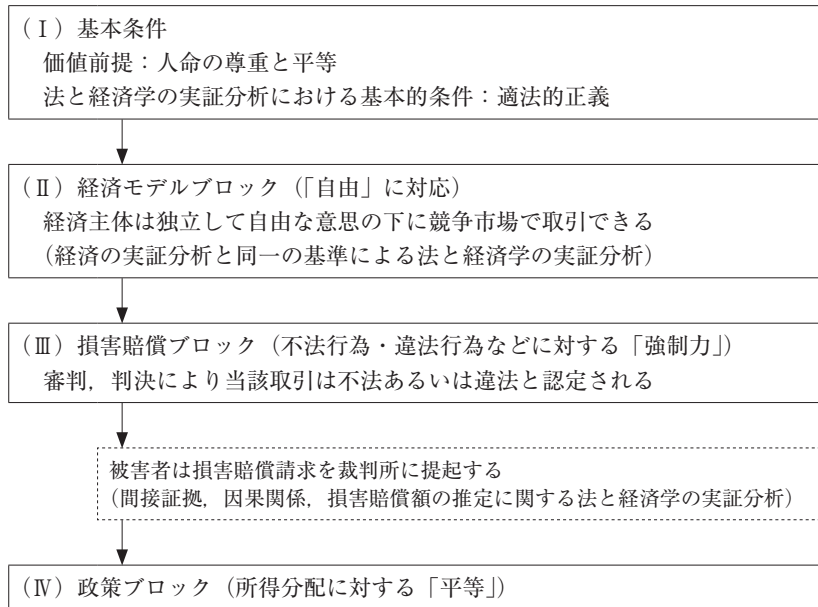 （Ⅰ）基本条件
価値前提：人命の尊重と平等
法と経済学の実証分析における基本的条件：適法的正義
（Ⅱ）経済モデルブロック（「自由」に対応）
経済主体は独立して自由な意思の下に競争市場で取引できる
（経済の実証分析と同一の基準による法と経済学の実証分析）
（Ⅲ）損害賠償ブロック（不法行為・違法行為などに対する「強制力」）
審判，判決により当該取引は不法あるいは違法と認定される
被害者は損害賠償請求を裁判所に提起する
（間接証拠，因果関係，損害賠償額の推定に関する法と経済学の実証分析）
（Ⅳ）政策ブロック（所得分配に対する「平等」）